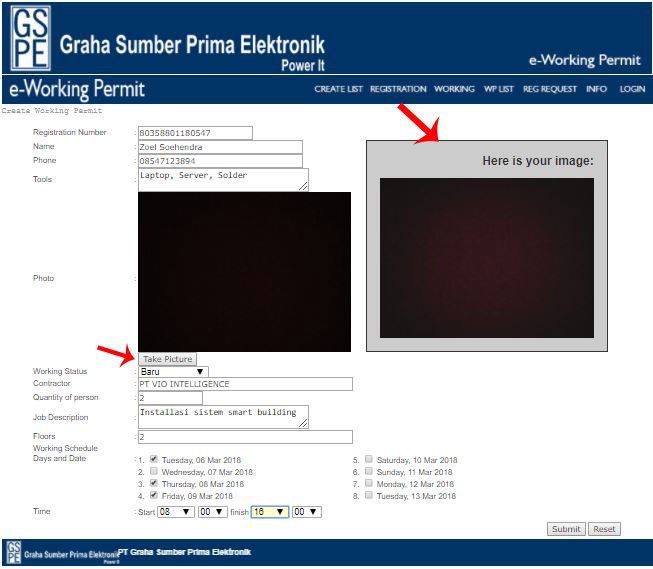 GSPE
Graha Sumber Prima Elektronik
Power It
e-Working Permit
e-Working Permit
CREATE LIST REGISTRATION WORKING WP LIST REG REQUEST INFO LOGIN
Create Working Permit
Registration Number : 80358801180547
Name : Zoel Soehendra
Phone : 08547123894
Tools : Laptop, Server, Solder
Here is your image:
Photo :
Take Picture
Working Status : Baru
Contractor : PT VIO INTELLIGENCE
Quantity of person : 2
Job Description : Installasi sistem smart building
Floors : 2
Working Schedule
Days and Date : 1. Tuesday, 06 Mar 2018 5. Saturday, 10 Mar 2018
2. Wednesday, 07 Mar 2018 6. Sunday, 11 Mar 2018
3. Thursday, 08 Mar 2018 7. Monday, 12 Mar 2018
4. Friday, 09 Mar 2018 8. Tuesday, 13 Mar 2018
Time : Start 08 00 finish 16 00
Submit Reset
GSPE Graha Sumber Prima Elektronik PT Graha Sumber Prima Elektronik
Power It